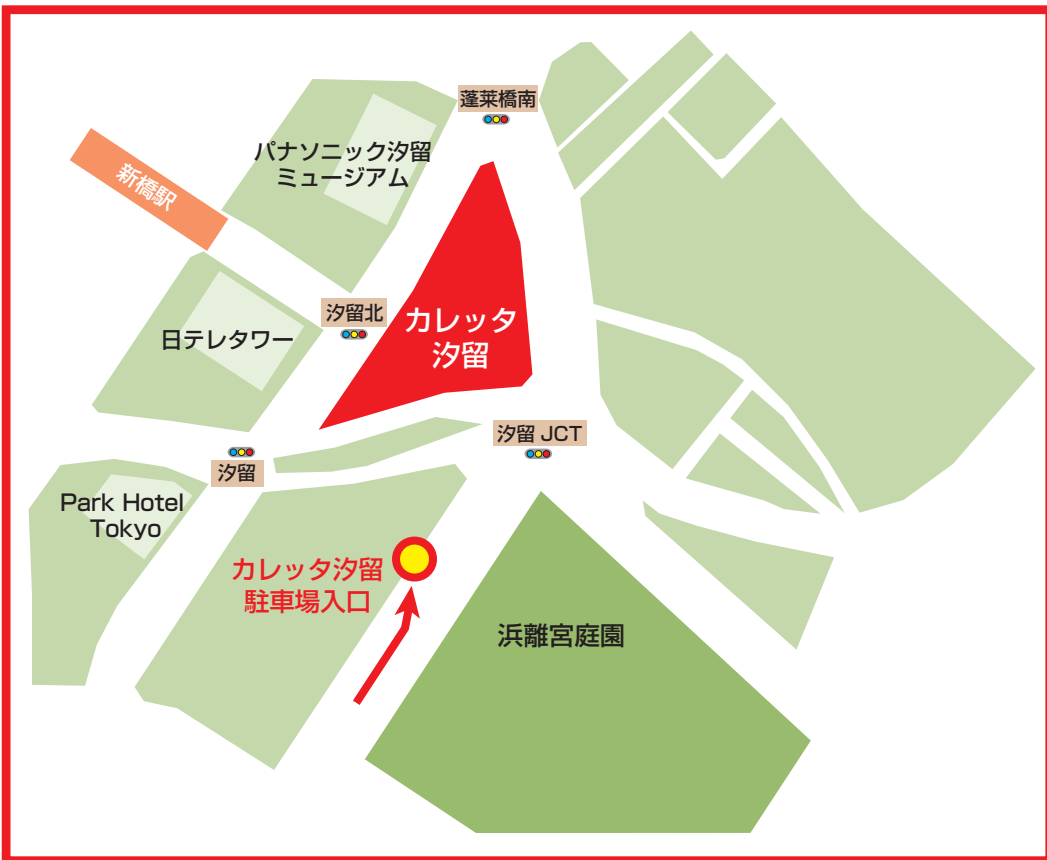 蓬莱橋南
パナソニック汐留
ミュージアム
新橋駅
汐留北
カレッタ
汐留
日テレタワー
汐留 JCT
汐留
Park Hotel
Tokyo
カレッタ汐留
駐車場入口
浜離宮庭園